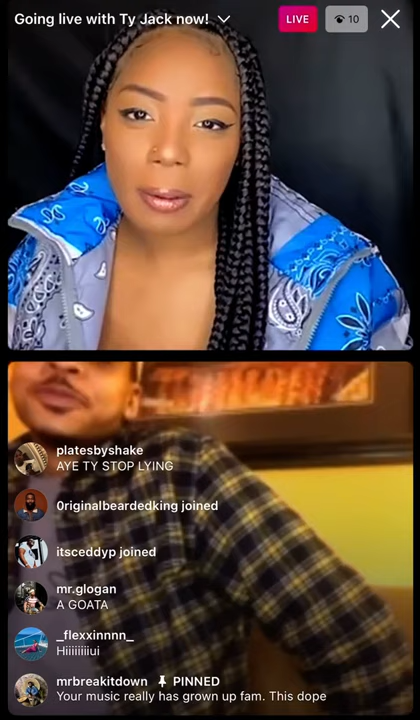 Going live with Ty Jack now!
LIVE
10
platesbyshake
AYE TY STOP LYING
0riginalbeardedking joined
itsceddyp joined
mr.glogan
A GOATA
_flexxinnnn_
Hiiiiiiiiui
mrbreakitdown PINNED
Your music really has grown up fam. This dope